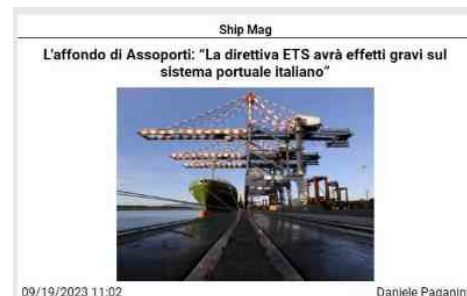 Ship Mag
L'affondo di Assoporti: “La direttiva ETS avrà effetti gravi sul
sistema portuale italiano”
09/19/2023 11:02
Daniele Paganini